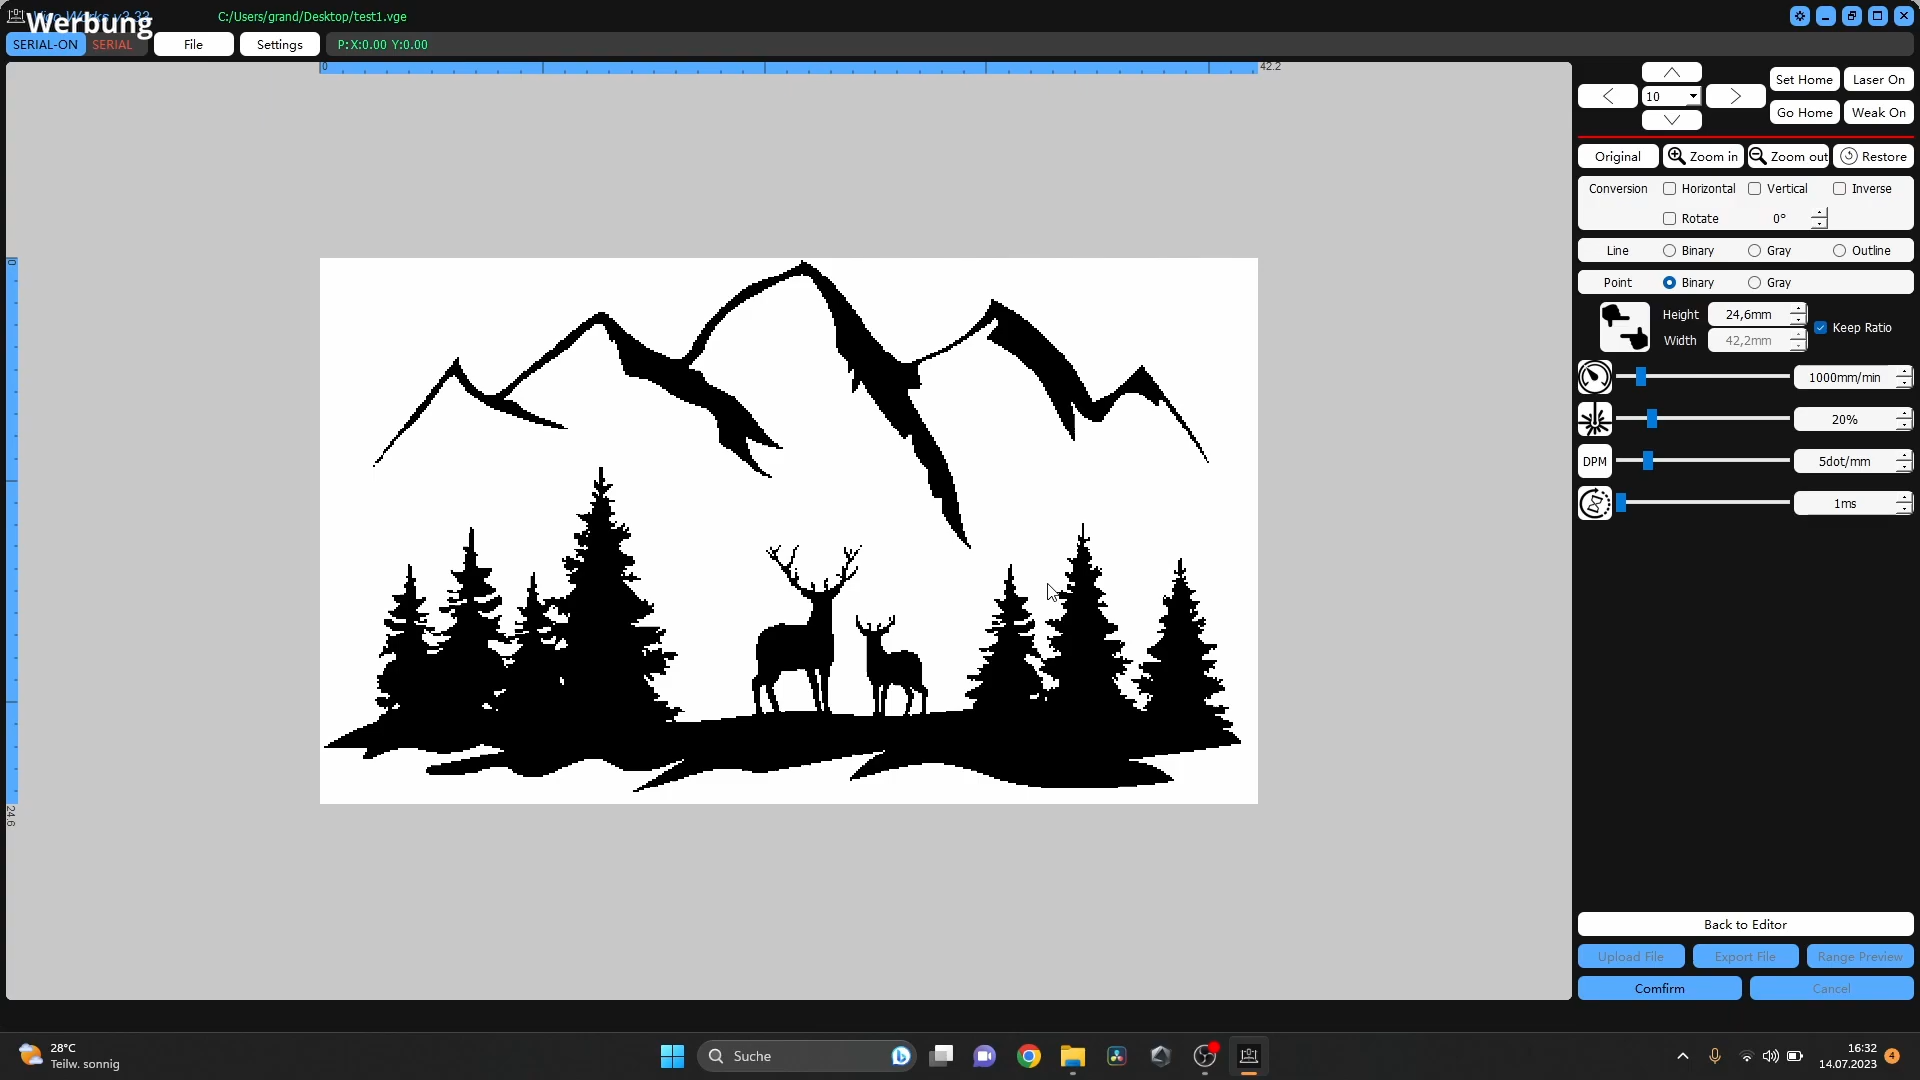 Werbung
C:/Users/grand/Desktop/test1.vge
SERIAL-ON SERIAL File Settings P:X:0.00 Y:0.00
0 42.2
10 Set Home Laser On
Go Home Weak On
Original Zoom in Zoom out Restore
Conversion Horizontal Vertical Inverse
Rotate 0°
Line Binary Gray Outline
Point Binary Gray
Height 24,6mm
Keep Ratio
Width 42,2mm
1000mm/min
20%
DPM 5dot/mm
1ms
0
24.6
Back to Editor
Upload File Export File Range Preview
Comfirm Cancel
28°C
Teilw. sonnig
Suche
16:32
14.07.2023
4